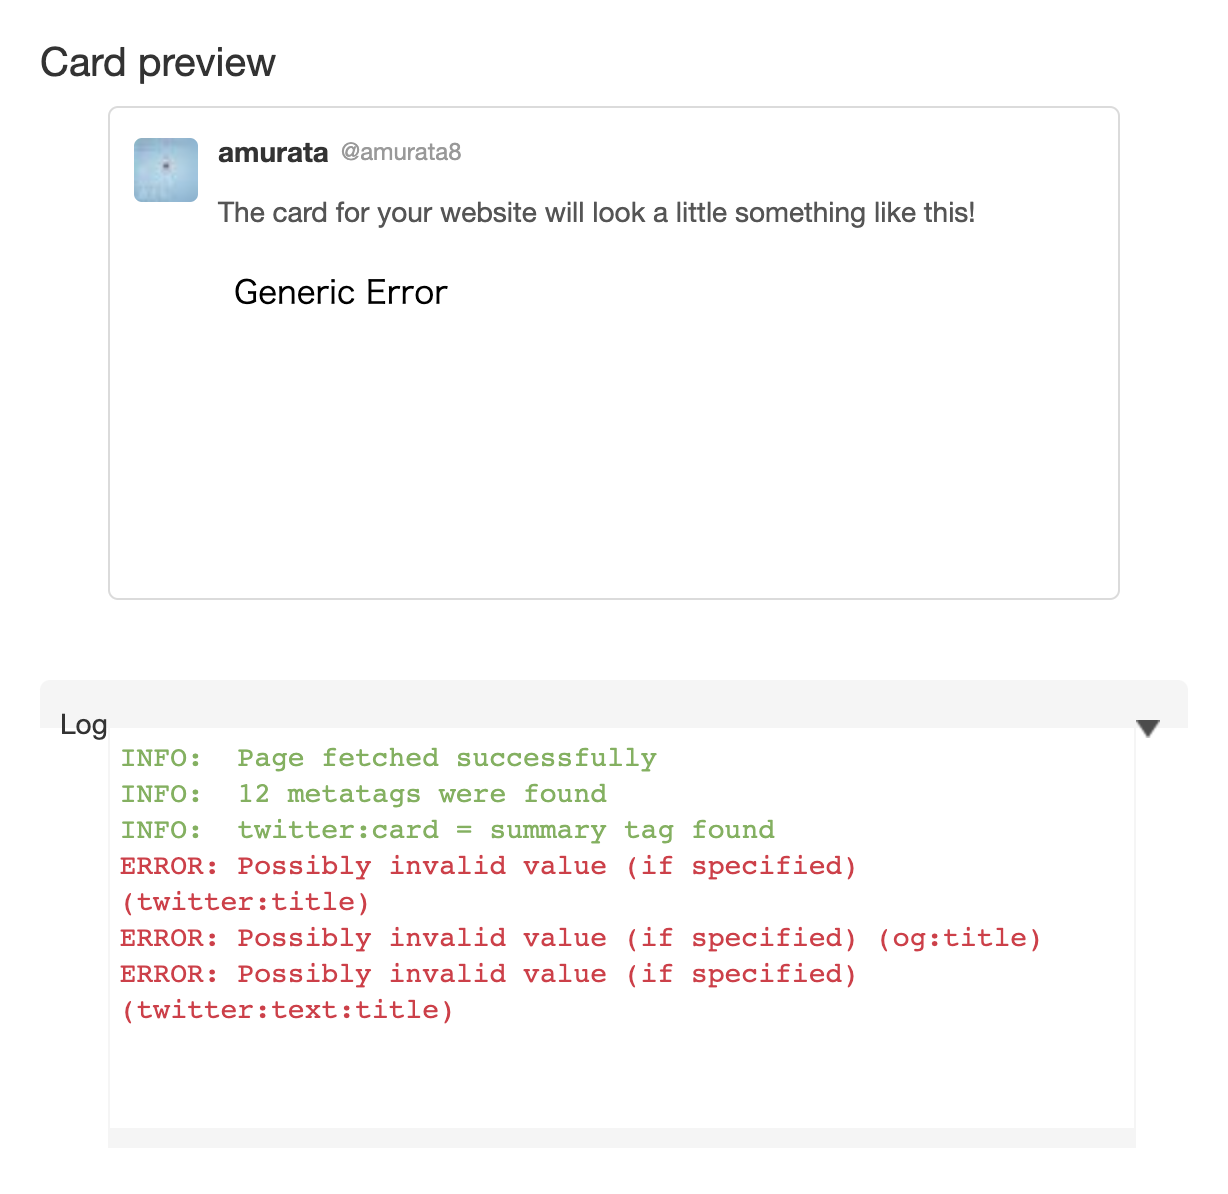 Card preview
amurata @amurata8
The card for your website will look a little something like this!
Generic Error
Log
INFO:  Page fetched successfully
INFO:  12 metatags were found
INFO:  twitter:card = summary tag found
ERROR: Possibly invalid value (if specified)
(twitter:title)
ERROR: Possibly invalid value (if specified) (og:title)
ERROR: Possibly invalid value (if specified)
(twitter:text:title)